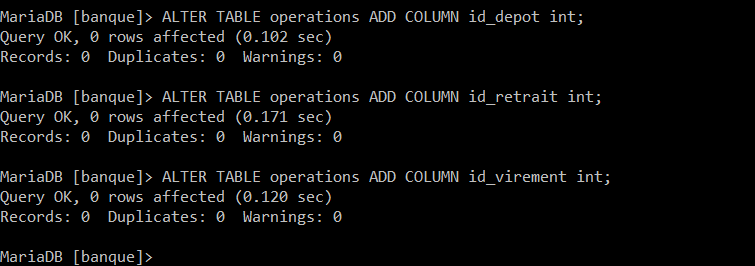 MariaDB [banque]> ALTER TABLE operations ADD COLUMN id_depot int;
Query OK, 0 rows affected (0.102 sec)
Records: 0  Duplicates: 0  Warnings: 0
MariaDB [banque]> ALTER TABLE operations ADD COLUMN id_retrait int;
Query OK, 0 rows affected (0.171 sec)
Records: 0  Duplicates: 0  Warnings: 0
MariaDB [banque]> ALTER TABLE operations ADD COLUMN id_virement int;
Query OK, 0 rows affected (0.120 sec)
Records: 0  Duplicates: 0  Warnings: 0
MariaDB [banque]>